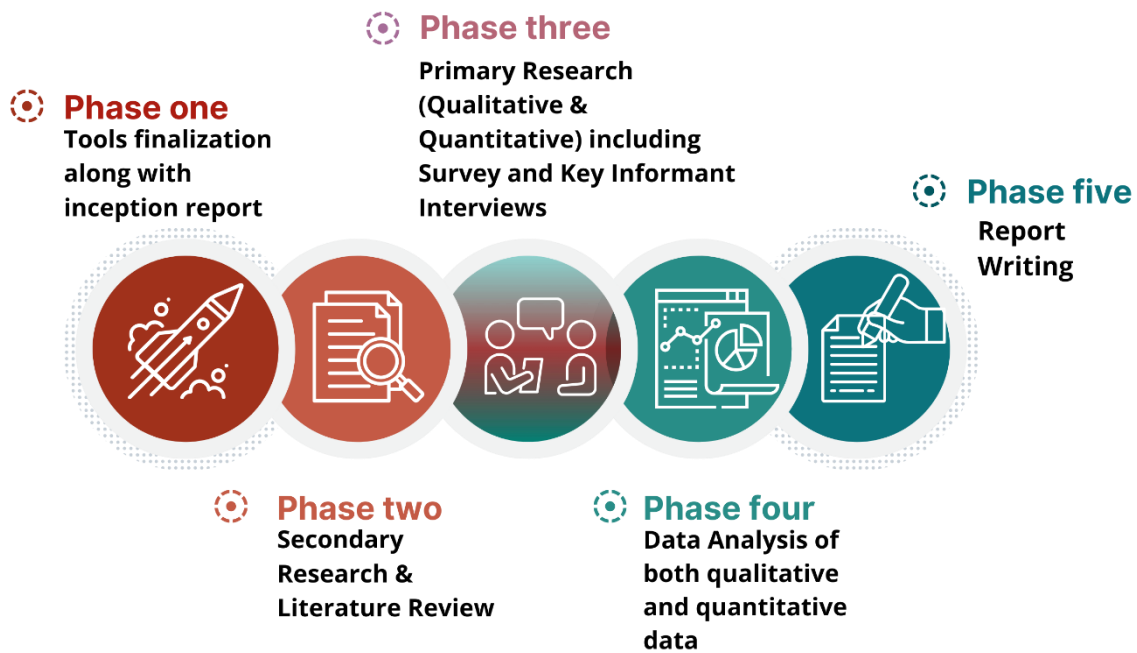 Phase one
Tools finalization
along with
inception report
Phase two
Secondary
Research &
Literature Review
Phase three
Primary Research
(Qualitative &
Quantitative) including
Survey and Key Informant
Interviews
Phase four
Data Analysis of
both qualitative
and quantitative
data
Phase five
Report
Writing